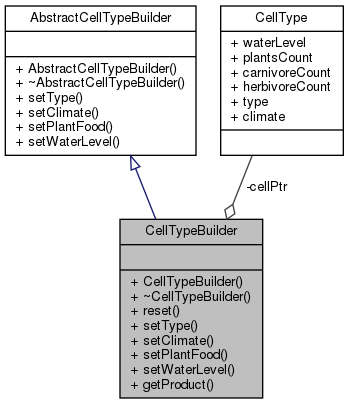 AbstractCellTypeBuilder
+ AbstractCellTypeBuilder()
+ ~AbstractCellTypeBuilder()
+ setType()
+ setClimate()
+ setPlantFood()
+ setWaterLevel()
CellType
+ waterLevel
+ plantsCount
+ carnivoreCount
+ herbivoreCount
+ type
+ climate
-cellPtr
CellTypeBuilder
+ CellTypeBuilder()
+ ~CellTypeBuilder()
+ reset()
+ setType()
+ setClimate()
+ setPlantFood()
+ setWaterLevel()
+ getProduct()